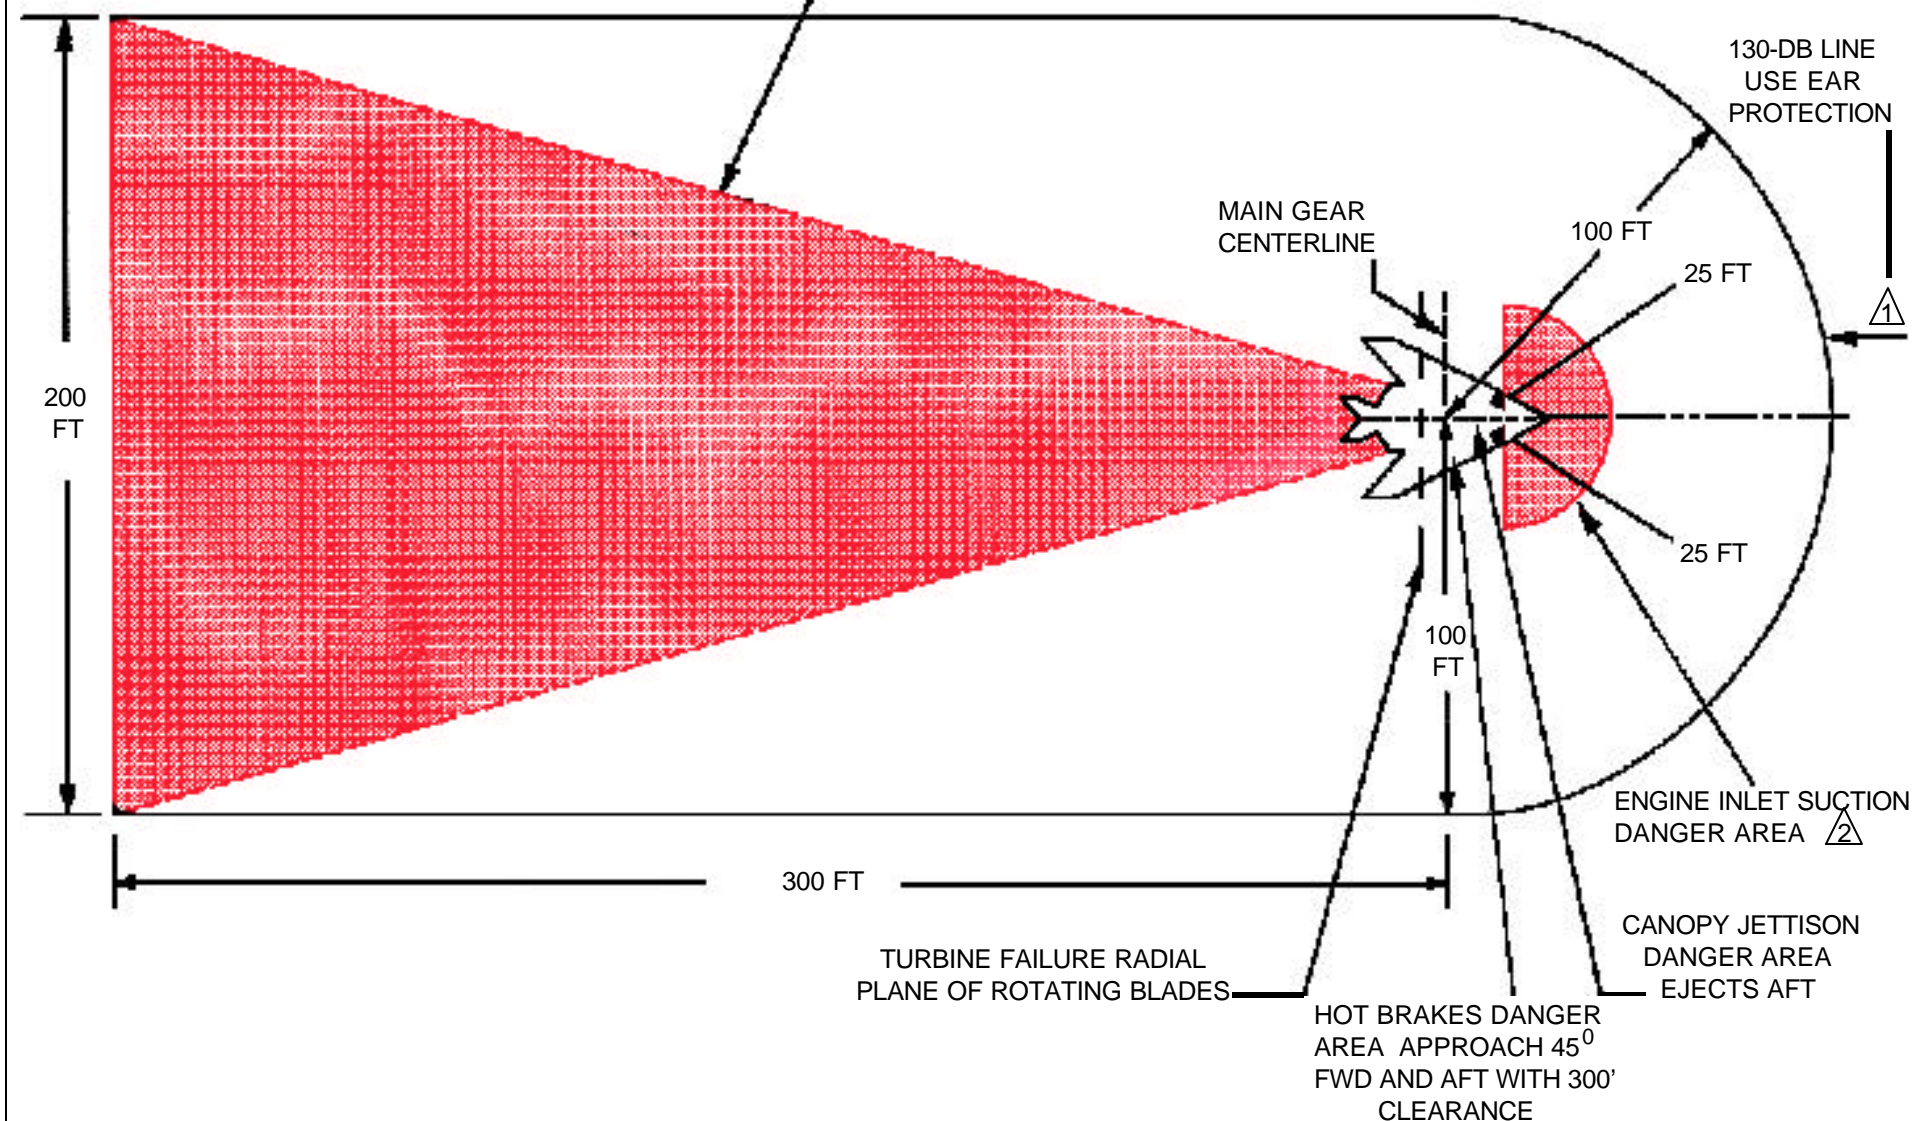 130-DB LINE
USE EAR
PROTECTION
1
MAIN GEAR
CENTERLINE
100 FT
25 FT
200
FT
25 FT
100
FT
ENGINE INLET SUCTION
DANGER AREA 2
300 FT
TURBINE FAILURE RADIAL
PLANE OF ROTATING BLADES
CANOPY JETTISON
DANGER AREA
EJECTS AFT
HOT BRAKES DANGER
AREA APPROACH 45⁰
FWD AND AFT WITH 300’
CLEARANCE